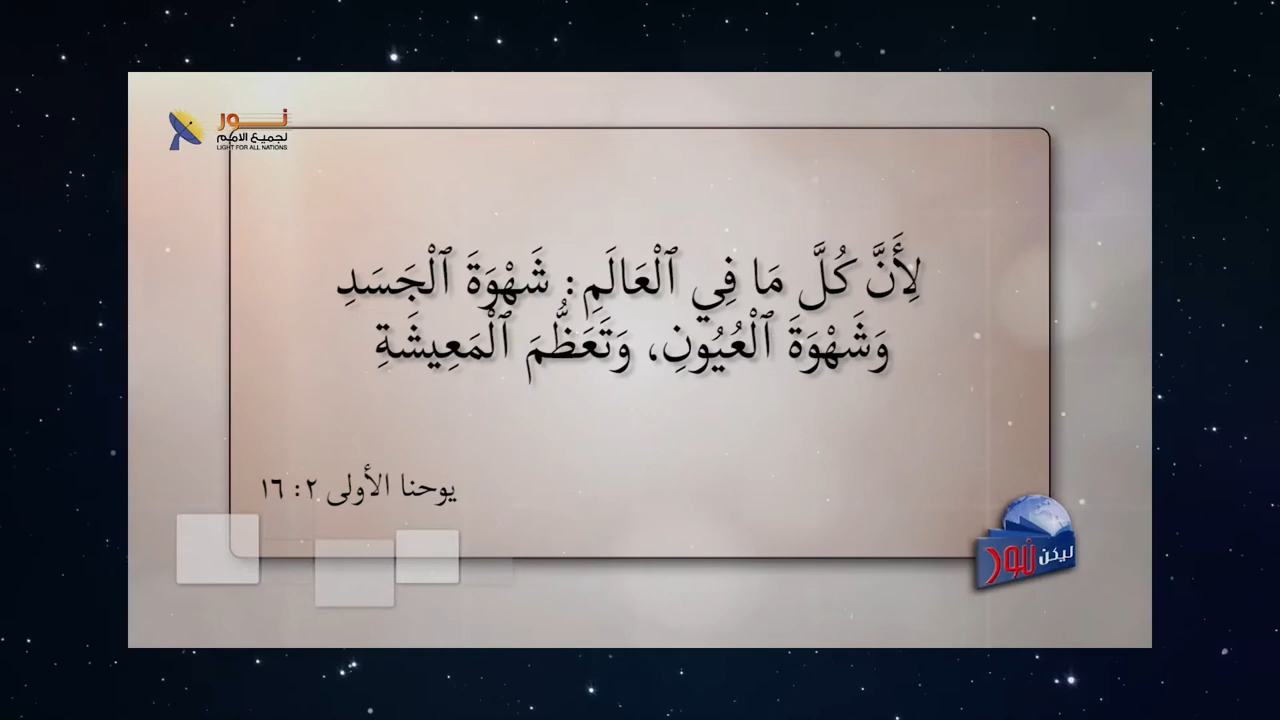 نور
لجميع الأمم
LIGHT FOR ALL NATIONS
لِأَنَّ كُلَّ مَا فِي ٱلْعَالَمِ: شَهْوَةَ ٱلْجَسَدِ
وَشَهْوَةَ ٱلْعُيُونِ، وَتَعَظُّمَ ٱلْمَعِيشَةِ
يوحنا الأولى ٢: ١٦
ليكن نور